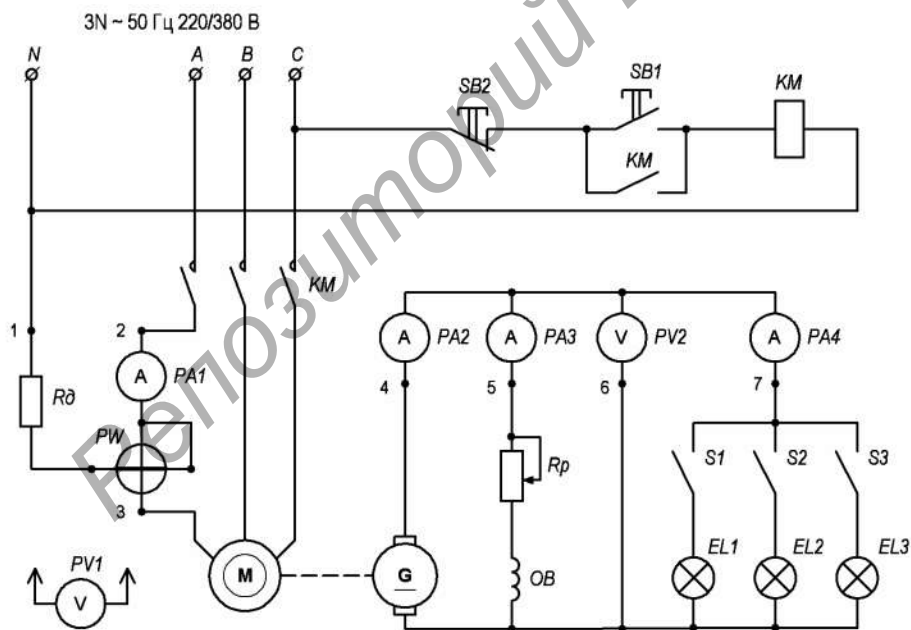 3N ~ 50 Гц 220/380 В
N A B C
SB2 SB1 KM
KM
KM
1 2
A PA1
Rд
PW
3
A PA2 A PA3 V PV2 A PA4
4 5 6 7
Rp
S1 S2 S3
PV1
V
M G
OB
EL1 EL2 EL3
Репозиторий